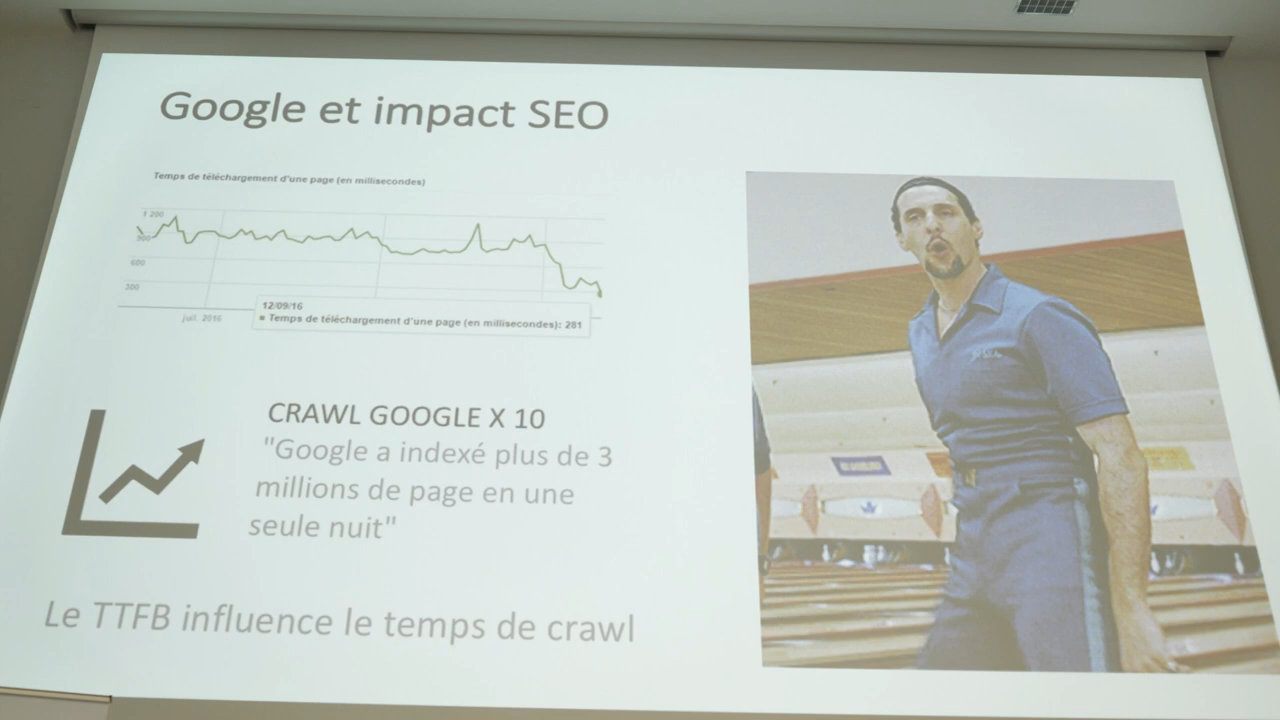 Google et impact SEO
Temps de téléchargement d'une page (en millisecondes)
1 200
900
600
300
juil. 2016
12/09/16
Temps de téléchargement d'une page (en millisecondes): 281
CRAWL GOOGLE X 10
"Google a indexé plus de 3
millions de page en une
seule nuit"
Le TTFB influence le temps de crawl